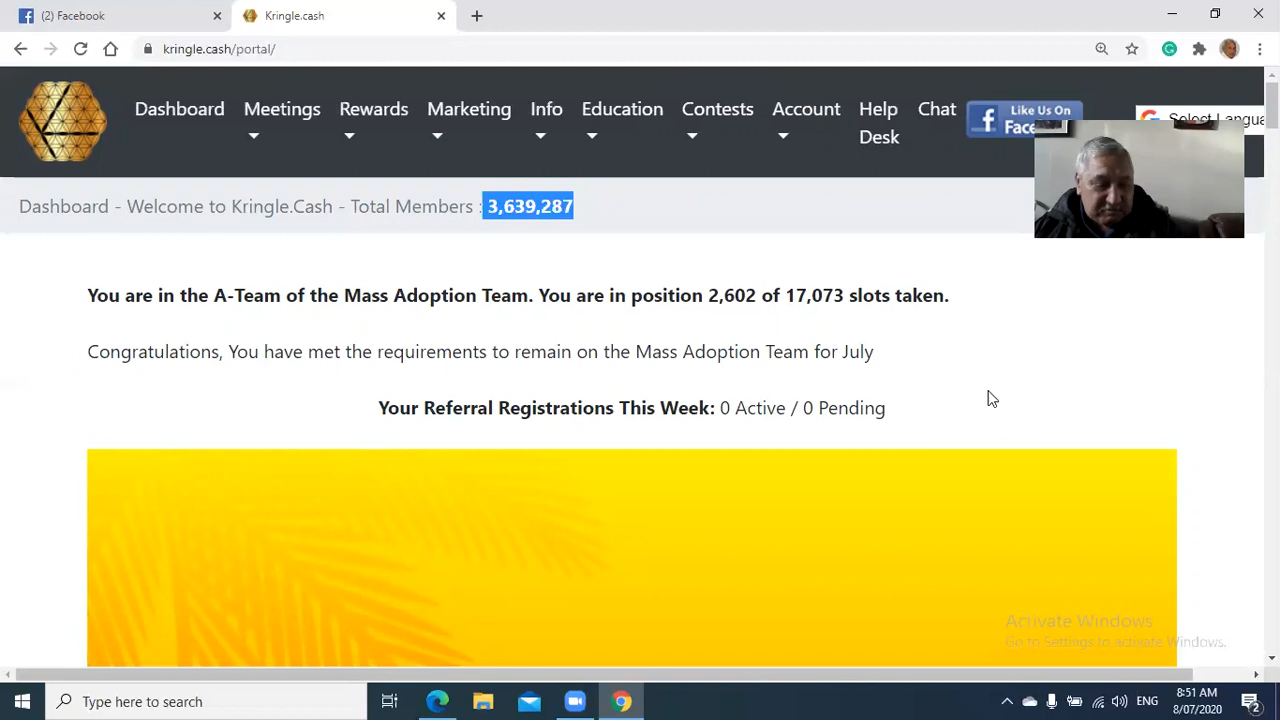 (2) Facebook
Kringle.cash
kringle.cash/portal/
Dashboard Meetings Rewards Marketing Info Education Contests Account Help Desk Chat
Like Us On
Face
Select Langua
Dashboard - Welcome to Kringle.Cash - Total Members : 3,639,287
You are in the A-Team of the Mass Adoption Team. You are in position 2,602 of 17,073 slots taken.
Congratulations, You have met the requirements to remain on the Mass Adoption Team for July
Your Referral Registrations This Week: 0 Active / 0 Pending
Activate Windows
Go to Settings to activate Windows.
Type here to search
ENG
8:51 AM
8/07/2020
2